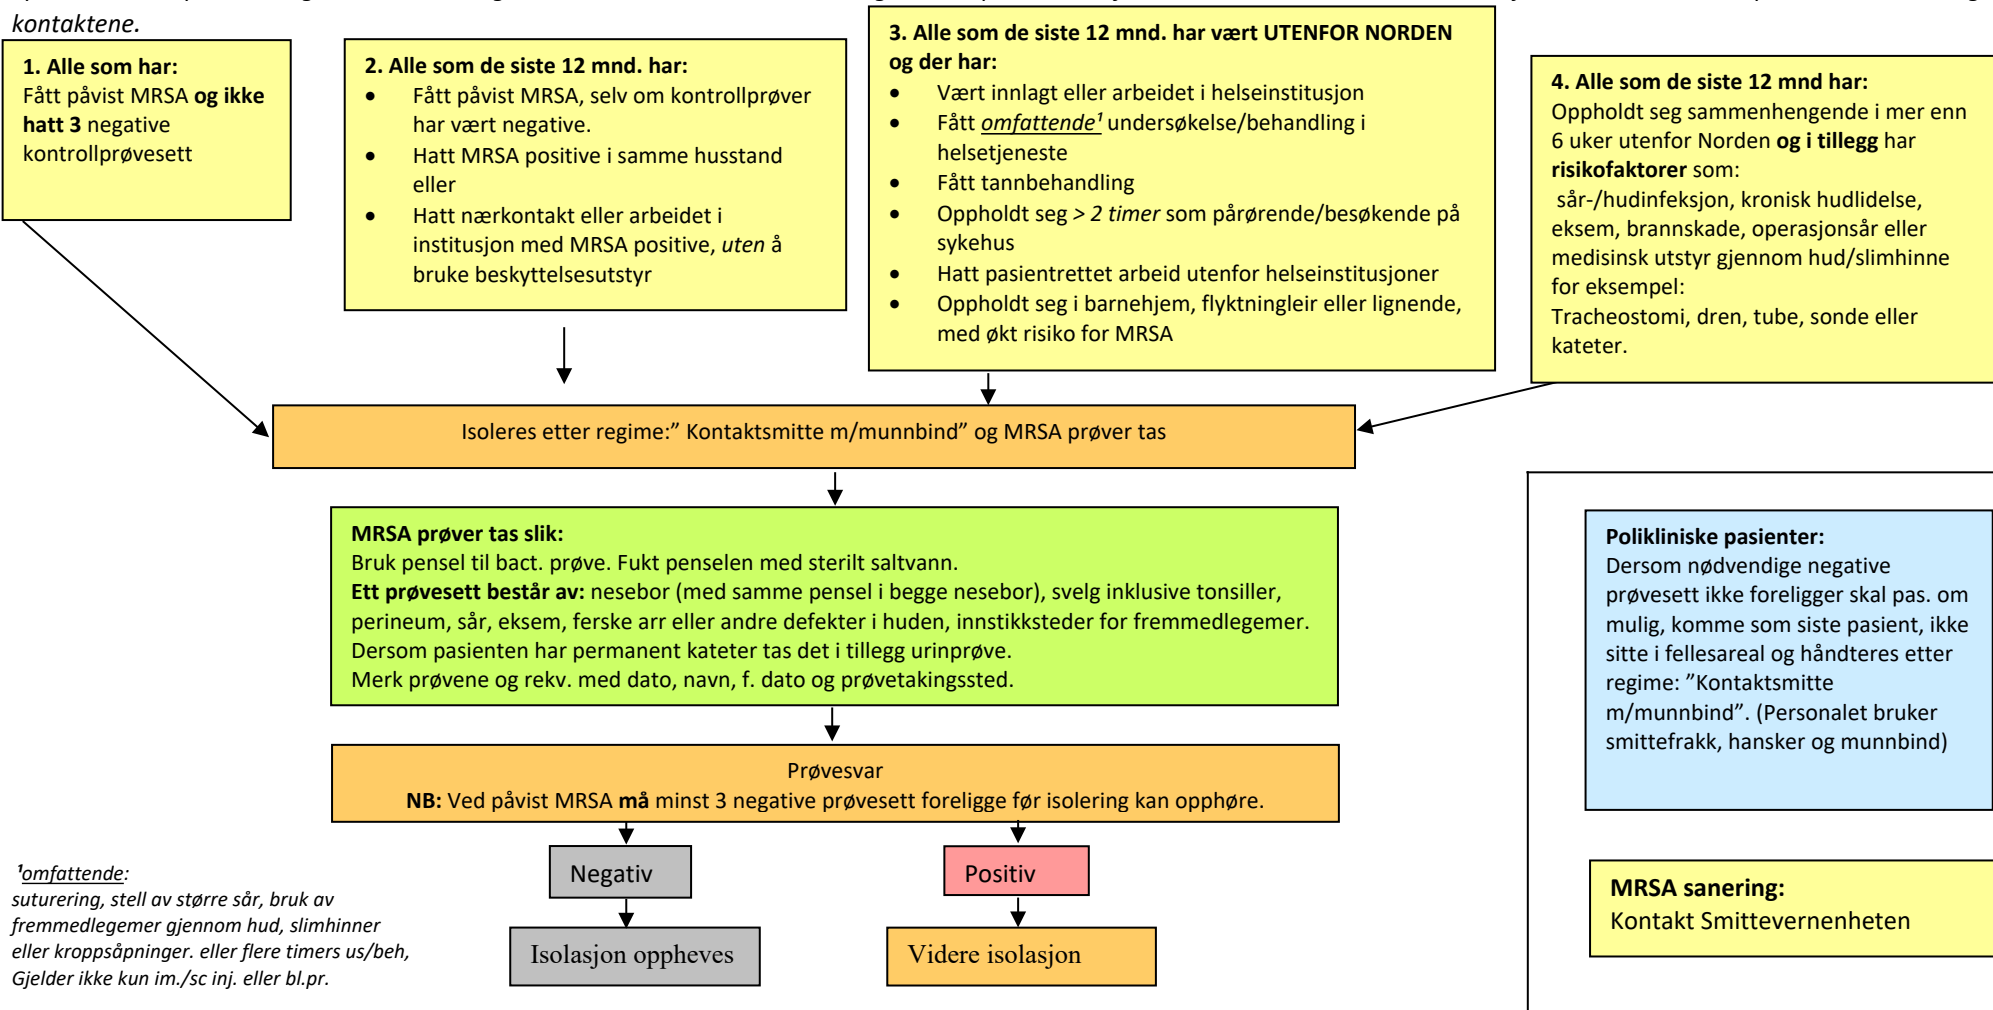 kontaktene.
1. Alle som har:
Fått påvist MRSA og ikke
hatt 3 negative
kontrollprøvesett
2. Alle som de siste 12 mnd. har:
• Fått påvist MRSA, selv om kontrollprøver
har vært negative.
• Hatt MRSA positive i samme husstand
eller
• Hatt nærkontakt eller arbeidet i
institusjon med MRSA positive, uten å
bruke beskyttelsesutstyr
3. Alle som de siste 12 mnd. har vært UTENFOR NORDEN
og der har:
• Vært innlagt eller arbeidet i helseinstitusjon
• Fått omfattende¹ undersøkelse/behandling i
helsetjeneste
• Fått tannbehandling
• Oppholdt seg > 2 timer som pårørende/besøkende på
sykehus
• Hatt pasientrettet arbeid utenfor helseinstitusjoner
• Oppholdt seg i barnehjem, flyktningleir eller lignende,
med økt risiko for MRSA
4. Alle som de siste 12 mnd har:
Oppholdt seg sammenhengende i mer enn
6 uker utenfor Norden og i tillegg har
risikofaktorer som:
sår-/hudinfeksjon, kronisk hudlidelse,
eksem, brannskade, operasjonsår eller
medisinsk utstyr gjennom hud/slimhinne
for eksempel:
Tracheostomi, dren, tube, sonde eller
kateter.
Isoleres etter regime:” Kontaktsmitte m/munnbind” og MRSA prøver tas
MRSA prøver tas slik:
Bruk pensel til bact. prøve. Fukt penselen med sterilt saltvann.
Ett prøvesett består av: nesebor (med samme pensel i begge nesebor), svelg inklusive tonsiller,
perineum, sår, eksem, ferske arr eller andre defekter i huden, innstikksteder for fremmedlegemer.
Dersom pasienten har permanent kateter tas det i tillegg urinprøve.
Merk prøvene og rekv. med dato, navn, f. dato og prøvetakingssted.
Prøvesvar
NB: Ved påvist MRSA må minst 3 negative prøvesett foreligge før isolering kan opphøre.
Negativ
Positiv
Isolasjon oppheves
Videre isolasjon
¹omfattende:
suturering, stell av større sår, bruk av
fremmedlegemer gjennom hud, slimhinner
eller kroppsåpninger. eller flere timers us/beh,
Gjelder ikke kun im./sc inj. eller bl.pr.
Polikliniske pasienter:
Dersom nødvendige negative
prøvesett ikke foreligger skal pas. om
mulig, komme som siste pasient, ikke
sitte i fellesareal og håndteres etter
regime: ”Kontaktsmitte
m/munnbind”. (Personalet bruker
smittefrakk, hansker og munnbind)
MRSA sanering:
Kontakt Smittevernenheten